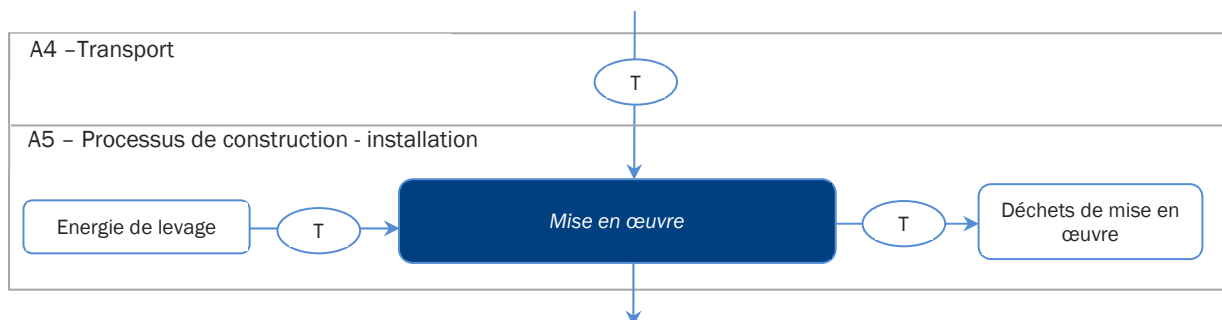 A4 –Transport
T
A5 – Processus de construction - installation
Energie de levage
T
Mise en œuvre
T
Déchets de mise en
œuvre